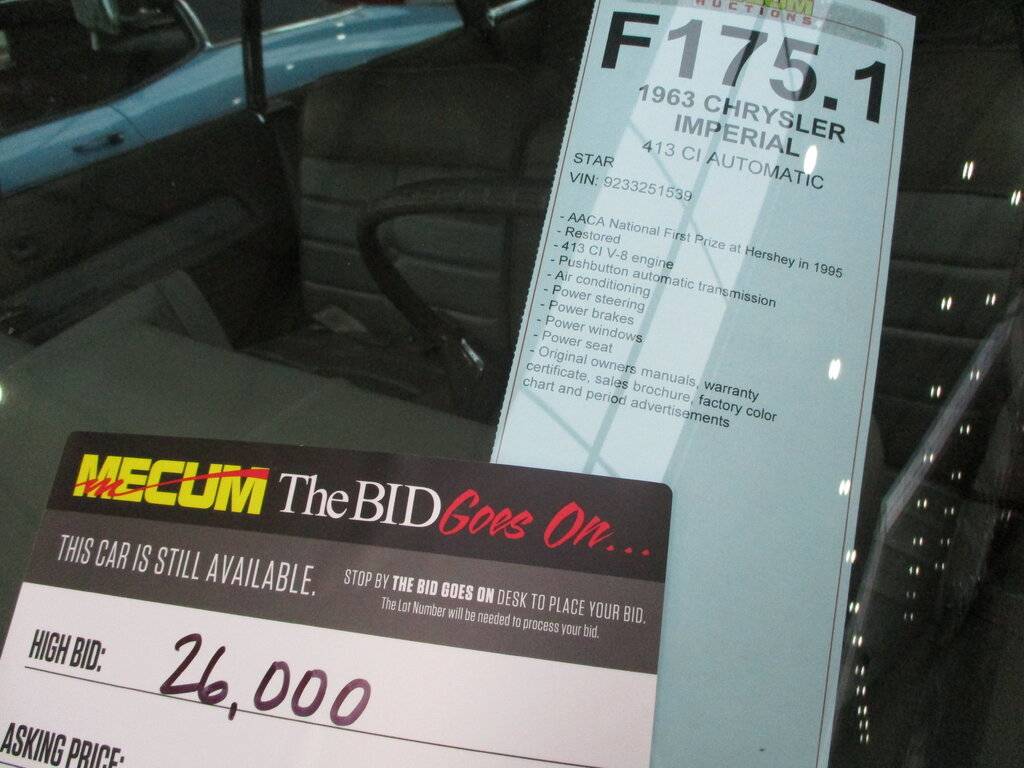 AUCTIONS
F175.1
1963 CHRYSLER
IMPERIAL
413 CI AUTOMATIC
STAR
VIN: 9233251539
- AACA National First Prize at Hershey in 1995
- Restored
- 413 CI V-8 engine
- Pushbutton automatic transmission
- Air conditioning
- Power steering
- Power brakes
- Power windows
- Power seat
- Original owners manuals, warranty
certificate, sales brochure, factory color
chart and period advertisements
MECUM The BID Goes On...
THIS CAR IS STILL AVAILABLE.
STOP BY THE BID GOES ON DESK TO PLACE YOUR BID.
The Lot Number will be needed to process your bid.
HIGH BID: 26,000
ASKING PRICE: